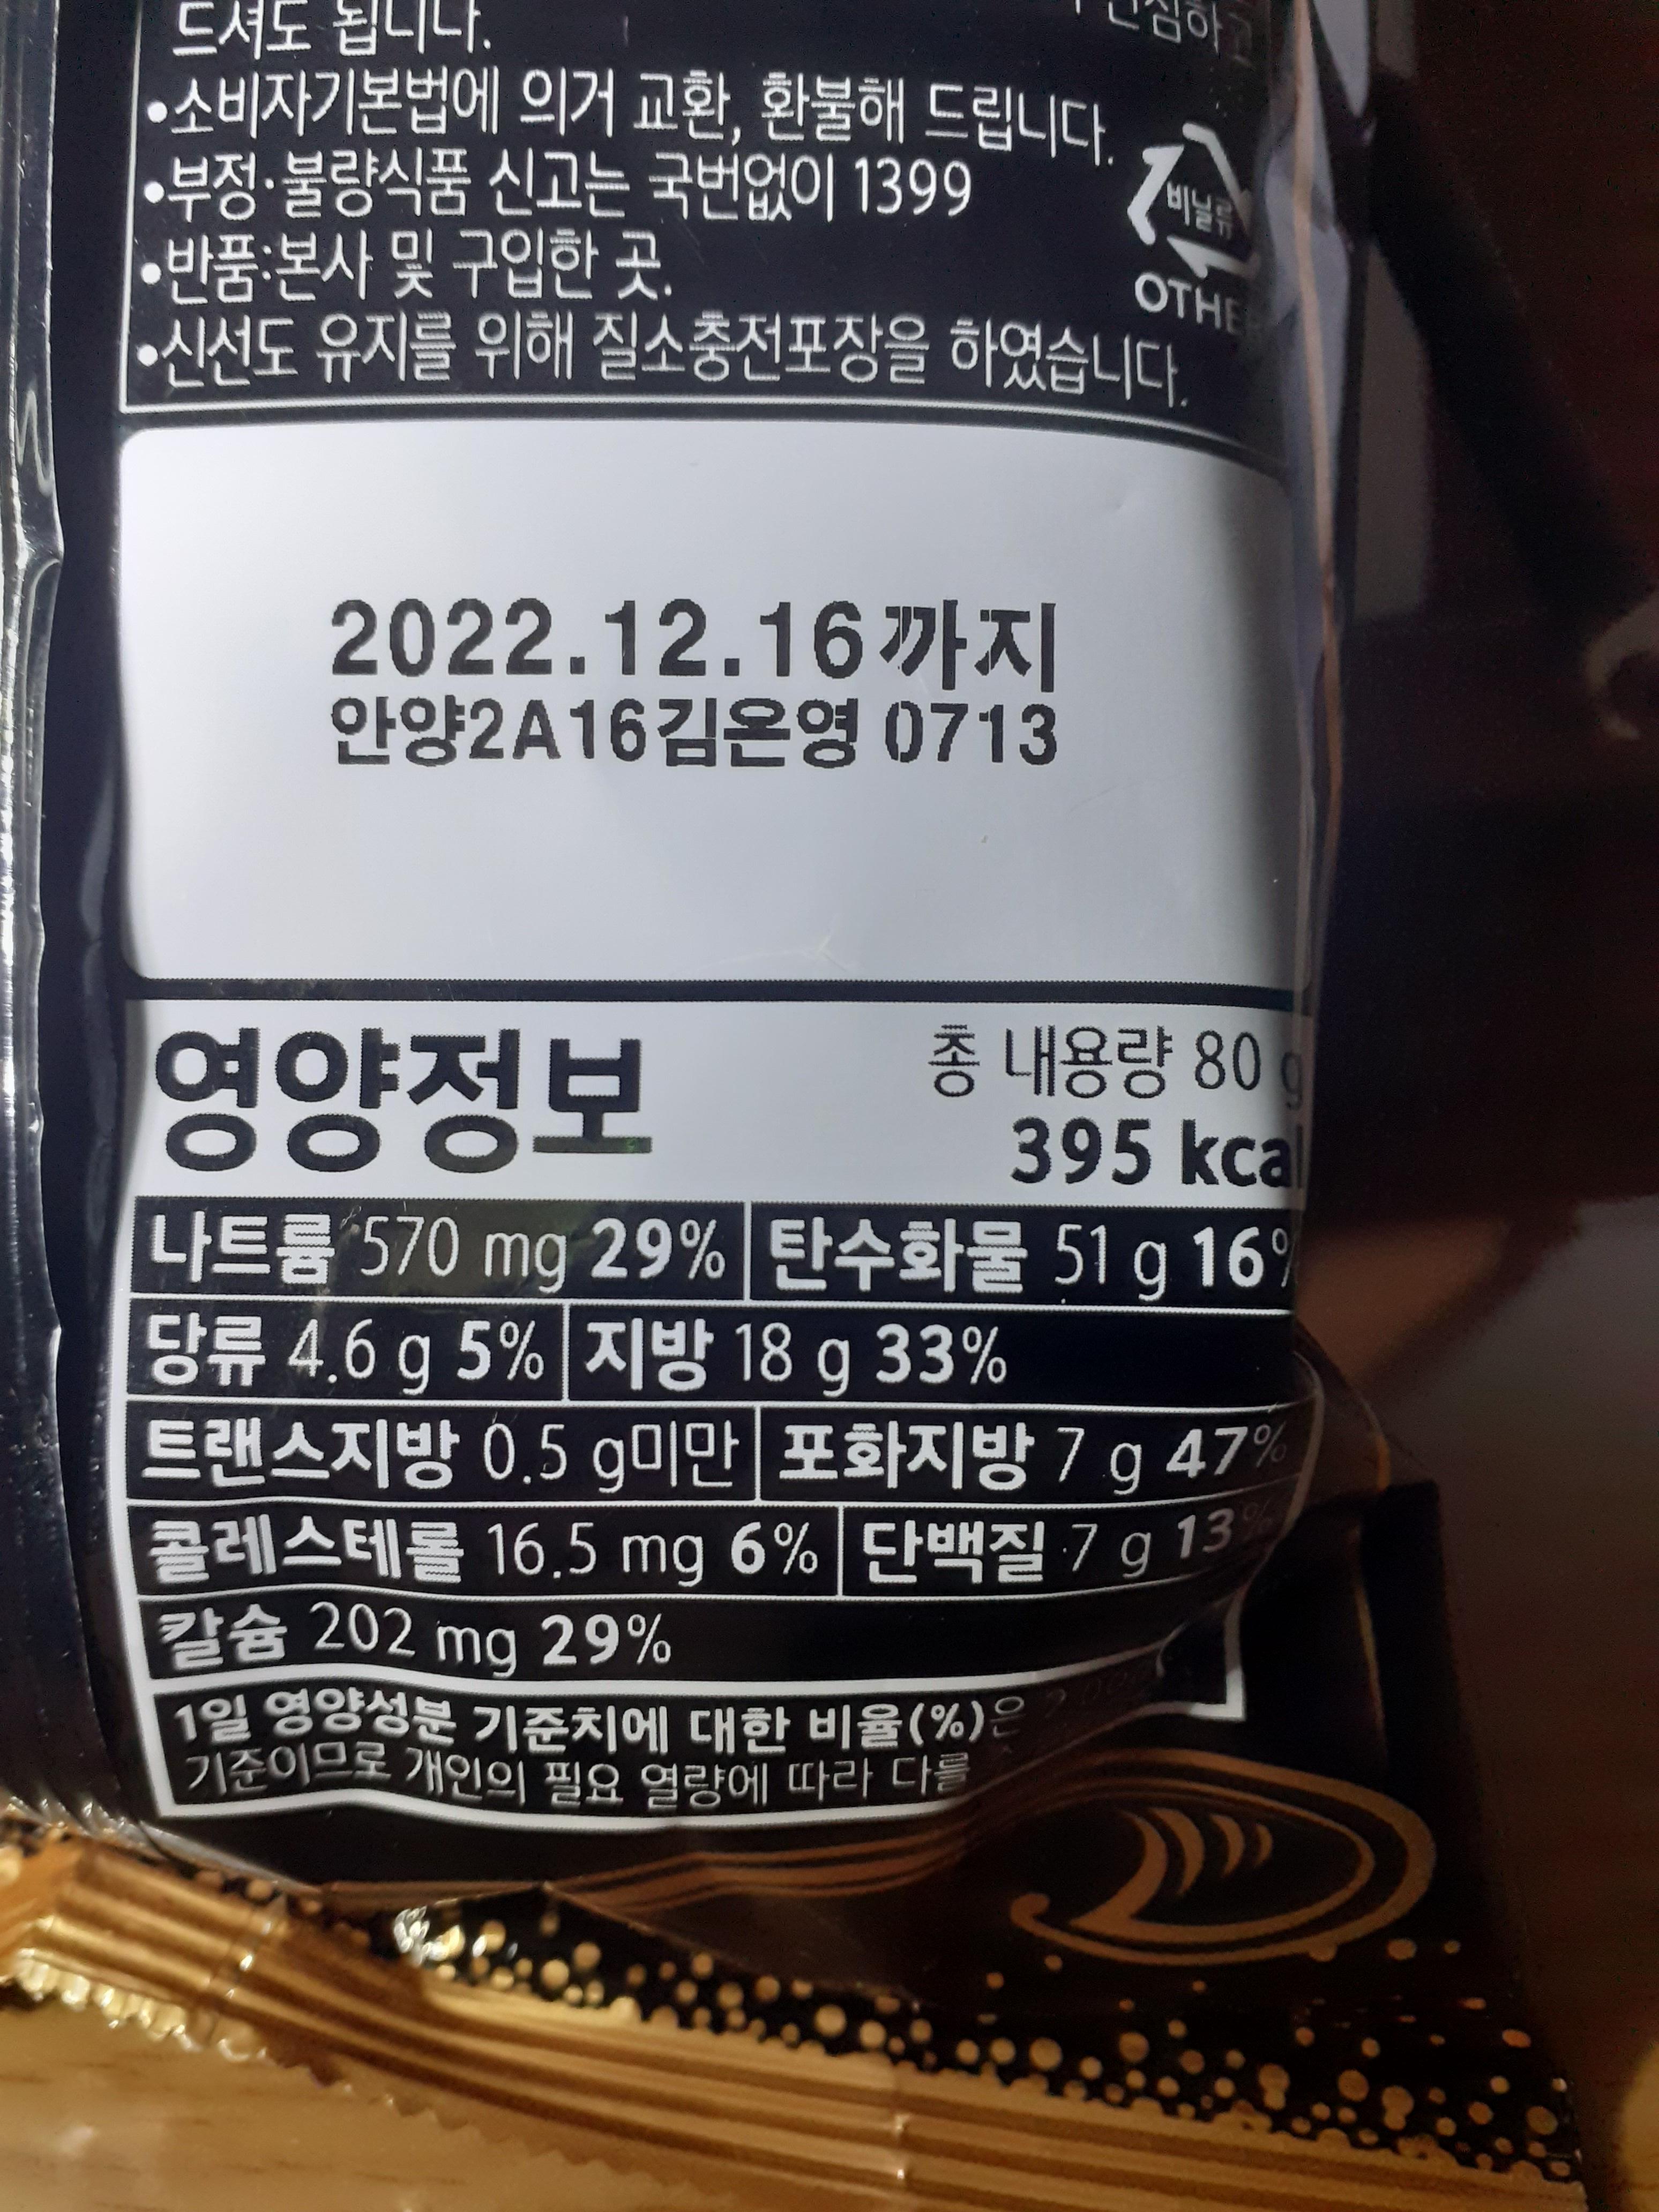 드셔도 됩니다.
•소비자기본법에 의거 교환, 환불해 드립니다.
•부정·불량식품 신고는 국번없이 1399
•반품:본사 및 구입한 곳.
•신선도 유지를 위해 질소충전포장을 하였습니다.
비닐류
OTHER
2022.12.16까지
안양2A16김온영 0713
영양정보
총 내용량 80 g
395 kcal
나트륨 570 mg 29% 탄수화물 51 g 16%
당류 4.6 g 5% 지방 18 g 33%
트랜스지방 0.5 g미만 포화지방 7 g 47%
콜레스테롤 16.5 mg 6% 단백질 7 g 13%
칼슘 202 mg 29%
1일 영양성분 기준치에 대한 비율(%)은
기준이므로 개인의 필요 열량에 따라 다를